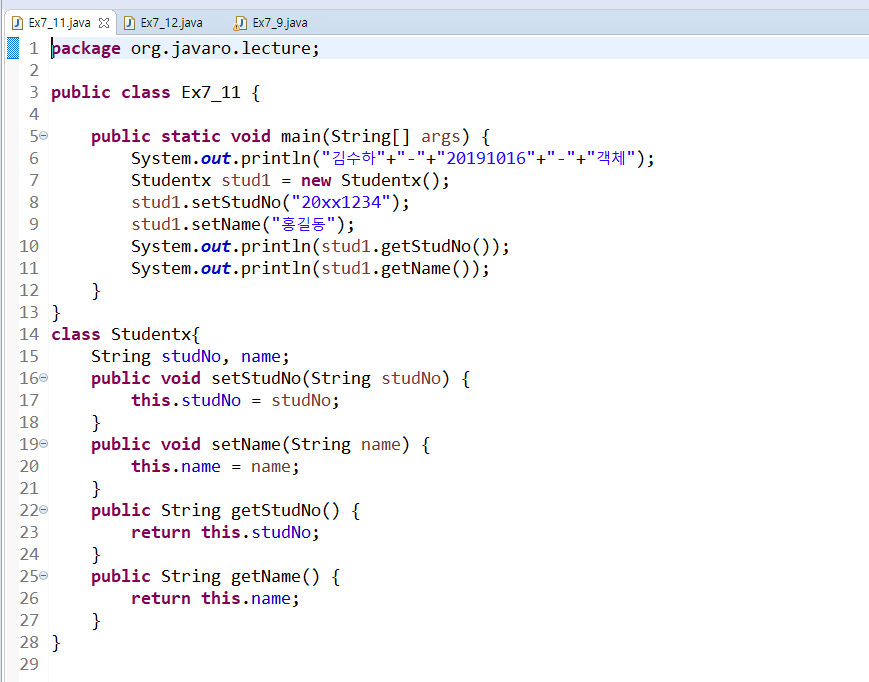 Ex7_11.java Ex7_12.java Ex7_9.java
1 package org.javaro.lecture;
2
3 public class Ex7_11 {
4
5 public static void main(String[] args) {
6 System.out.println("김수하"+"-"+"20191016"+"-"+"객체");
7 Studentx stud1 = new Studentx();
8 stud1.setStudNo("20xx1234");
9 stud1.setName("홍길동");
10 System.out.println(stud1.getStudNo());
11 System.out.println(stud1.getName());
12 }
13 }
14 class Studentx{
15 String studNo, name;
16 public void setStudNo(String studNo) {
17 this.studNo = studNo;
18 }
19 public void setName(String name) {
20 this.name = name;
21 }
22 public String getStudNo() {
23 return this.studNo;
24 }
25 public String getName() {
26 return this.name;
27 }
28 }
29